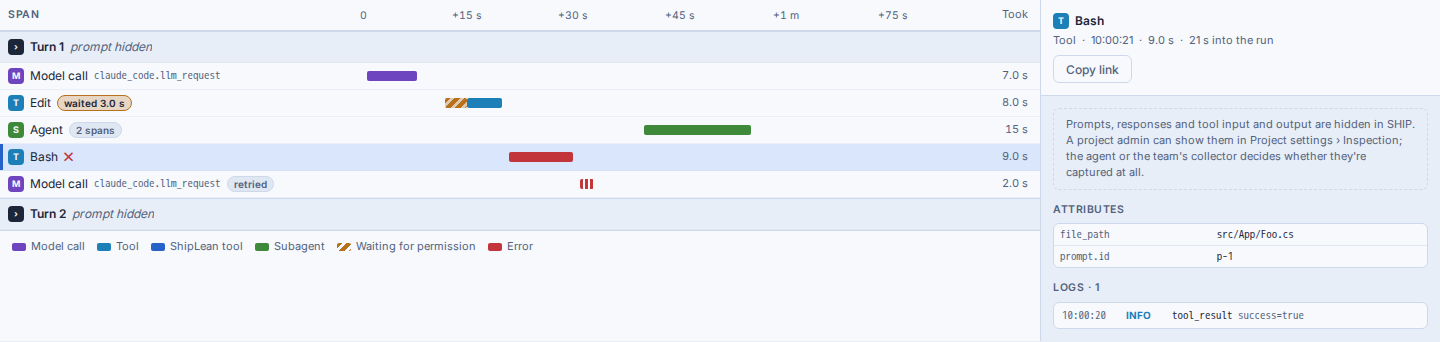 SPAN 0 +15 s +30 s +45 s +1 m +75 s Took
› Turn 1 prompt hidden
M Model call claude_code.llm_request 7.0 s
T Edit waited 3.0 s 8.0 s
S Agent 2 spans 15 s
T Bash ✕ 9.0 s
M Model call claude_code.llm_request retried 2.0 s
› Turn 2 prompt hidden
Model call Tool ShipLean tool Subagent Waiting for permission Error
T Bash
Tool · 10:00:21 · 9.0 s · 21 s into the run
Copy link
Prompts, responses and tool input and output are hidden in SHIP.
A project admin can show them in Project settings › Inspection;
the agent or the team's collector decides whether they're
captured at all.
ATTRIBUTES
file_path src/App/Foo.cs
prompt.id p-1
LOGS · 1
10:00:20 INFO tool_result success=true